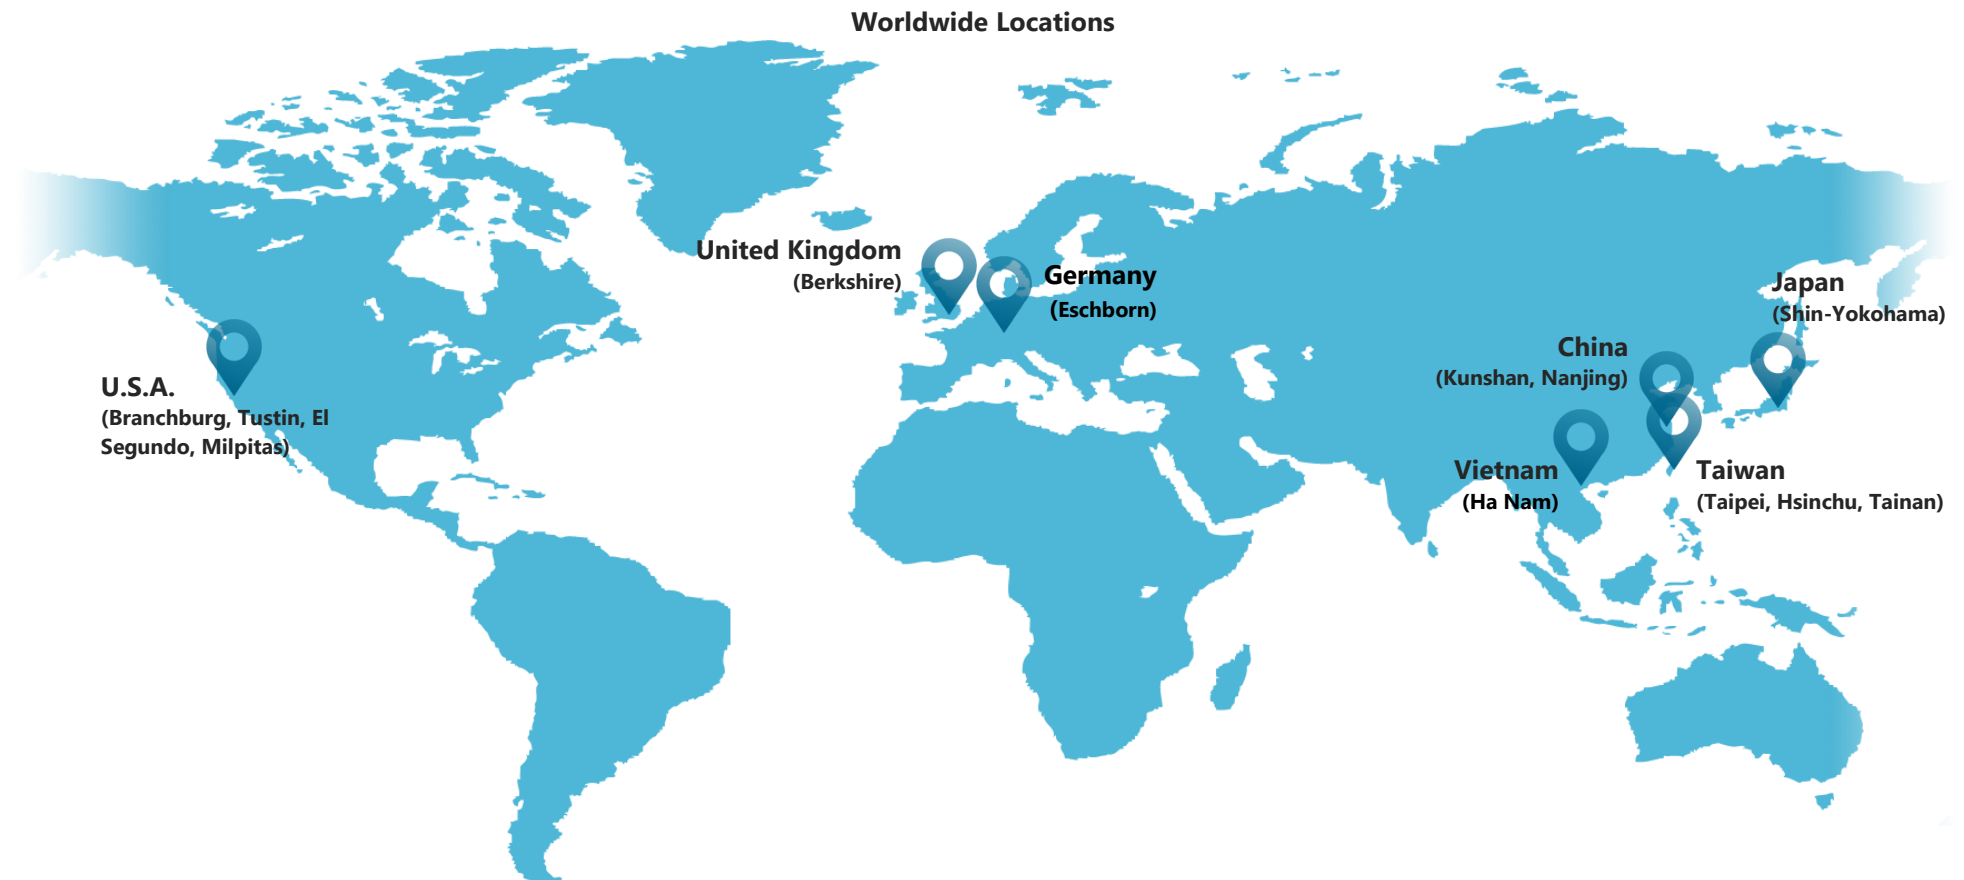 Worldwide Locations
United Kingdom
(Berkshire)
Germany
(Eschborn)
Japan
(Shin-Yokohama)
China
(Kunshan, Nanjing)
U.S.A.
(Branchburg, Tustin, El
Segundo, Milpitas)
Vietnam
(Ha Nam)
Taiwan
(Taipei, Hsinchu, Tainan)